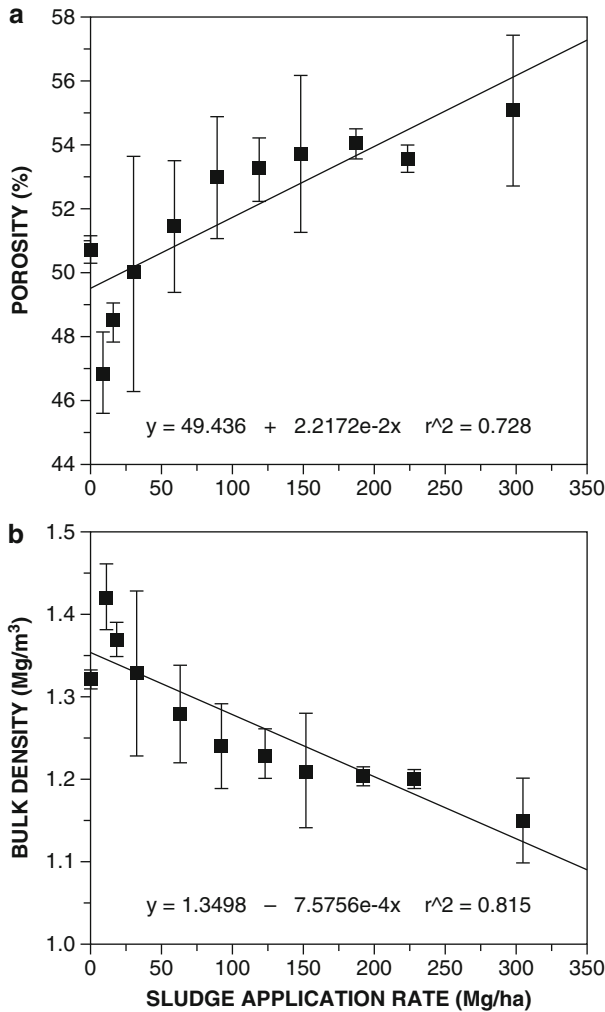 a
58
56
54
52
50
48
46
44
POROSITY (%)
y = 49.436 + 2.2172e-2x r^2 = 0.728
0 50 100 150 200 250 300 350
b
1.5
1.4
1.3
1.2
1.1
1.0
BULK DENSITY (Mg/m³)
y = 1.3498 – 7.5756e-4x r^2 = 0.815
0 50 100 150 200 250 300 350
SLUDGE APPLICATION RATE (Mg/ha)